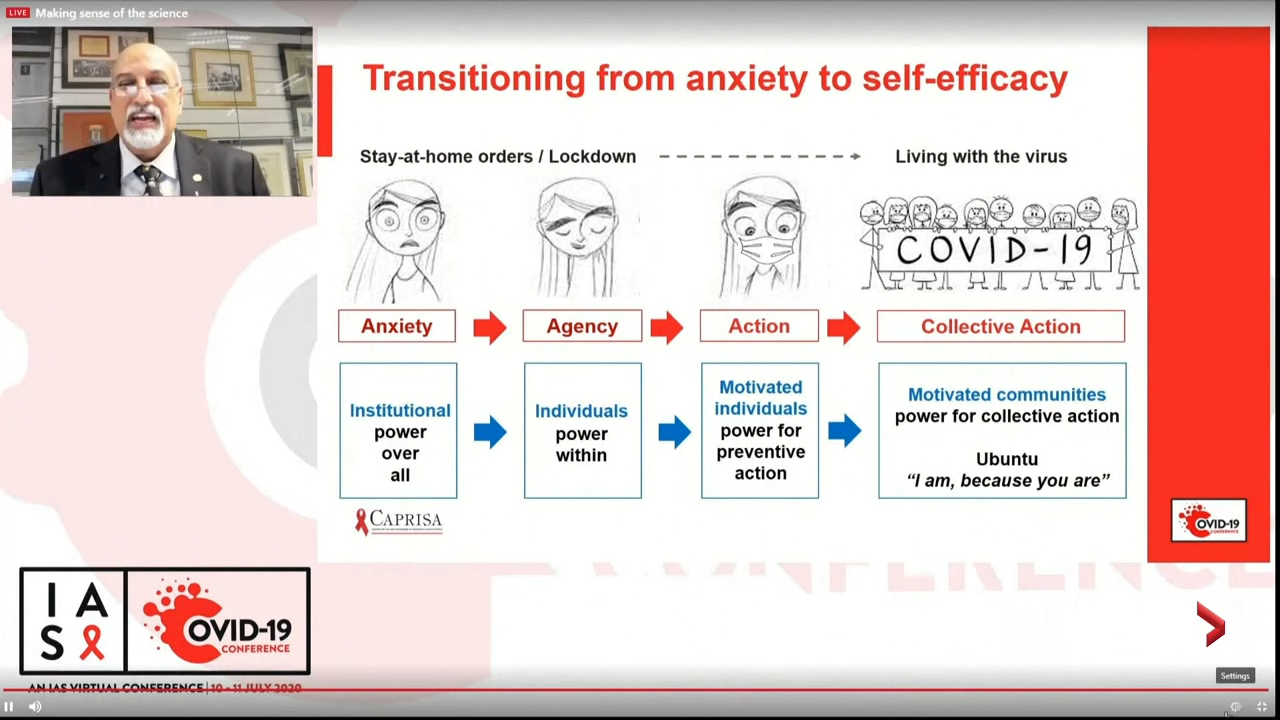 LIVE Making sense of the science
Transitioning from anxiety to self-efficacy
Stay-at-home orders / Lockdown
Living with the virus
COVID-19
Anxiety
Agency
Action
Collective Action
Institutional
power
over
all
Individuals
power
within
Motivated
individuals
power for
preventive
action
Motivated communities
power for collective action
Ubuntu
“I am, because you are”
CAPRISA
COVID-19
CONFERENCE
CONFERENCE
IAS
COVID-19
CONFERENCE
AN IAS VIRTUAL CONFERENCE | 10 - 11 JULY 2020
Settings